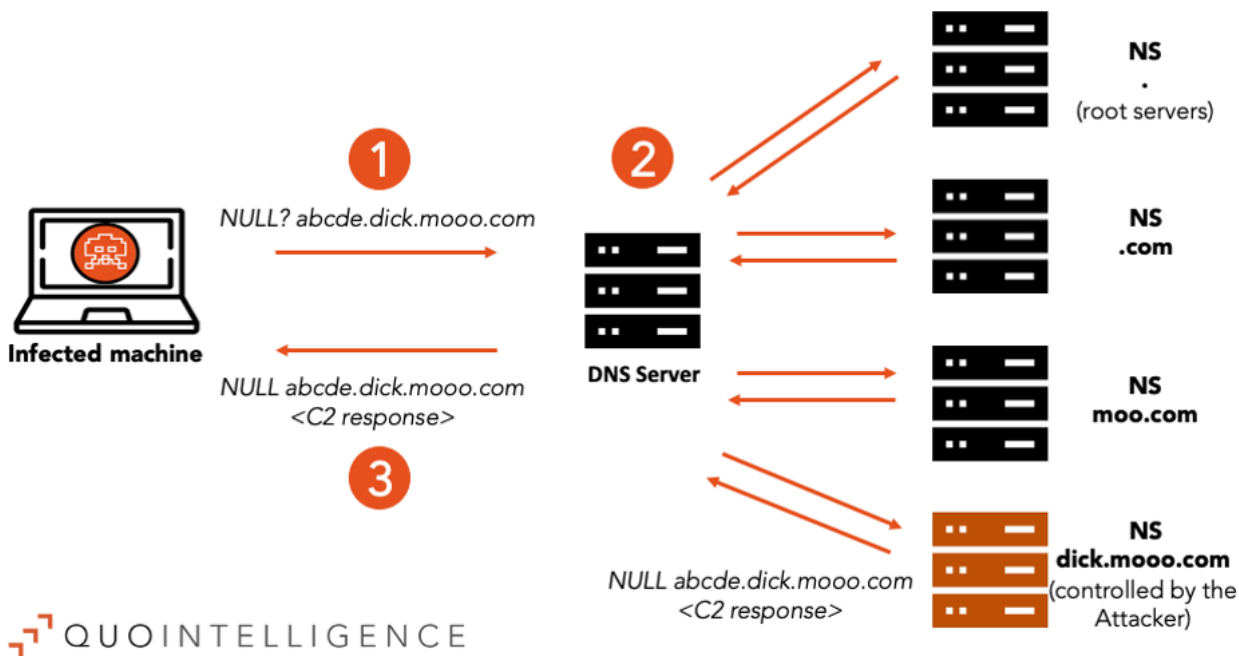 NS
.
(root servers)
1
2
NULL? abcde.dick.mooo.com
NS
.com
Infected machine
DNS Server
NULL abcde.dick.mooo.com
<C2 response>
3
NS
moo.com
NS
dick.mooo.com
(controlled by the
Attacker)
NULL abcde.dick.mooo.com
<C2 response>
QUOINTELLIGENCE